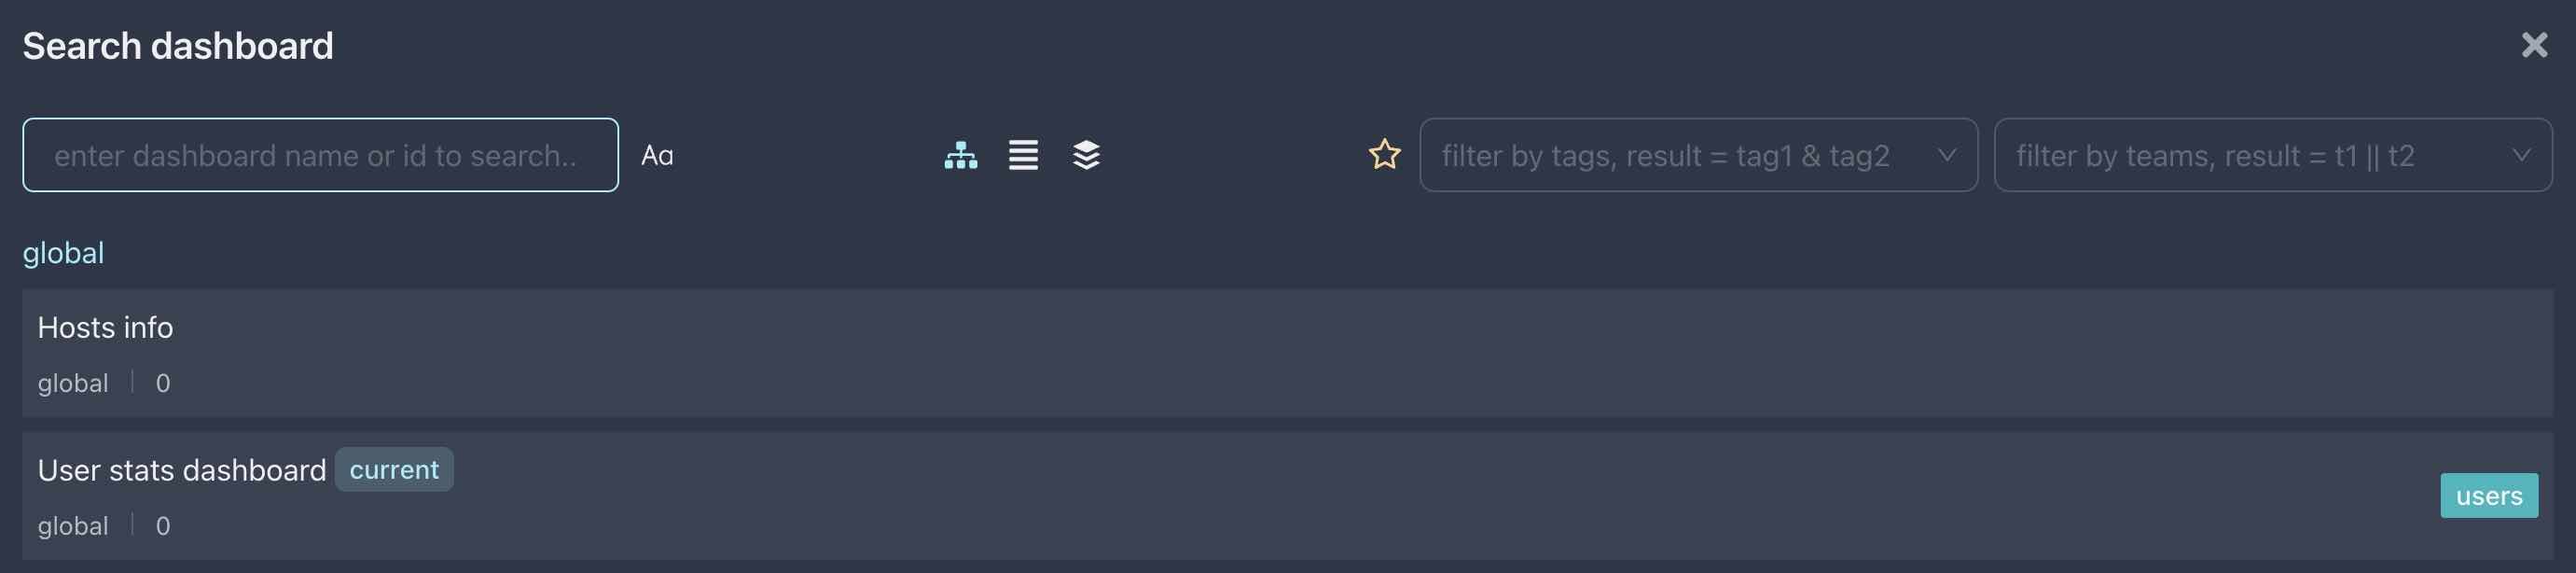 Search dashboard
enter dashboard name or id to search..
Aa
filter by tags, result = tag1 & tag2
filter by teams, result = t1 || t2
global
Hosts info
global | 0
User stats dashboard current
users
global | 0